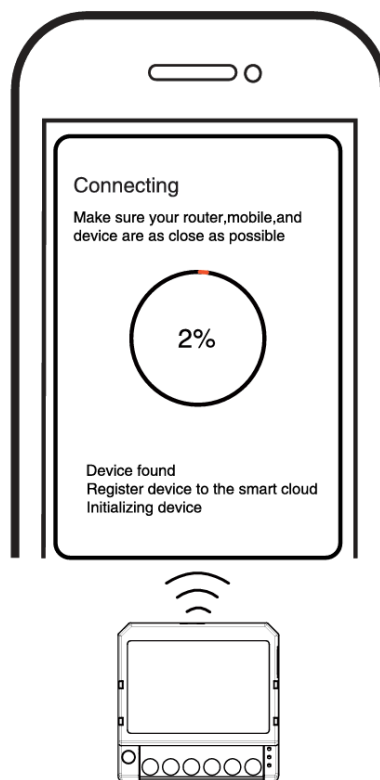 Connecting
Make sure your router,mobile,and
device are as close as possible
2%
Device found
Register device to the smart cloud
Initializing device